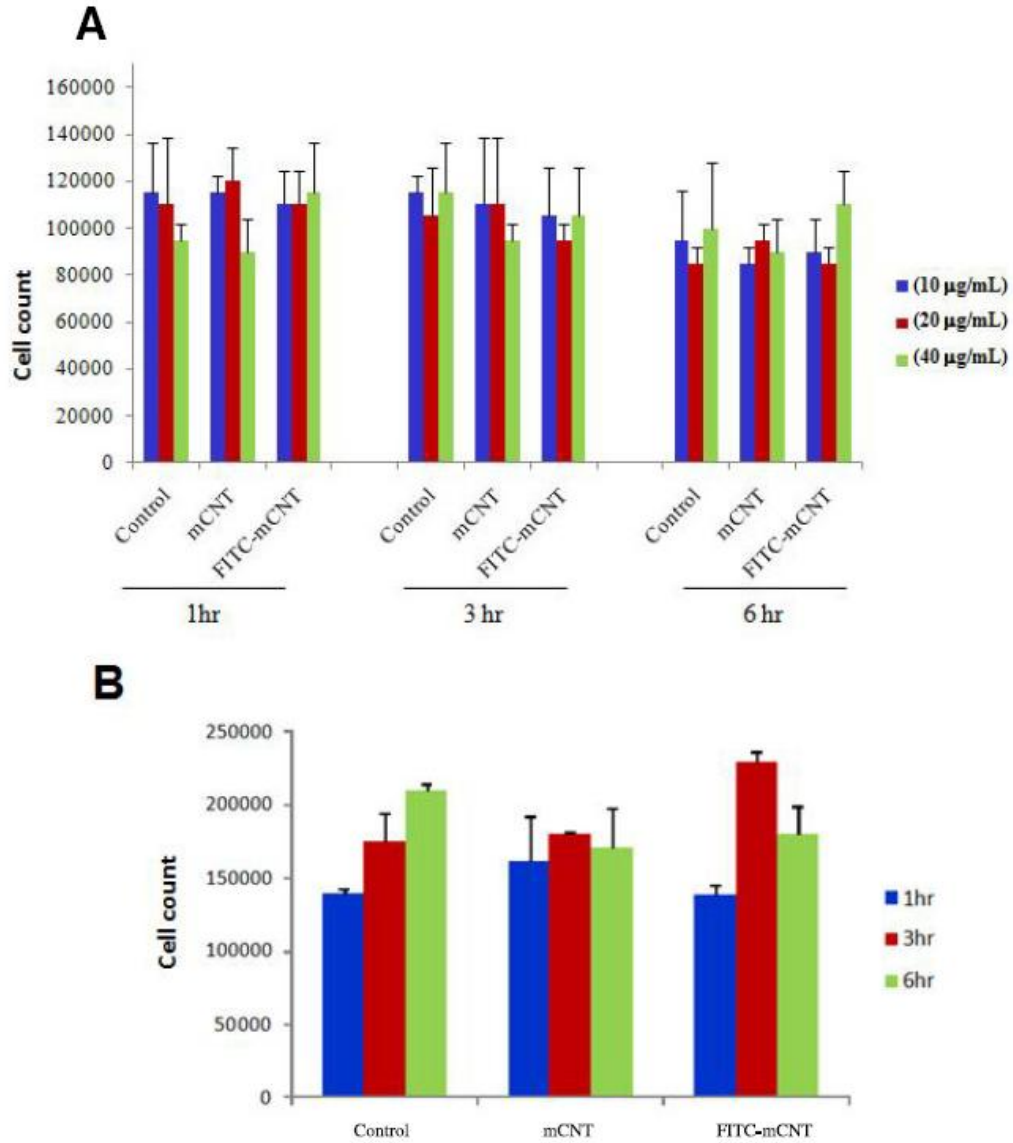 A
160000
140000
120000
100000
80000
60000
40000
20000
0
Cell count
Control
mCNT
FITC-mCNT
Control
mCNT
FITC-mCNT
Control
mCNT
FITC-mCNT
1hr
3 hr
6 hr
(10 µg/mL)
(20 µg/mL)
(40 µg/mL)
B
250000
200000
150000
100000
50000
0
Cell count
Control
mCNT
FITC-mCNT
1hr
3hr
6hr